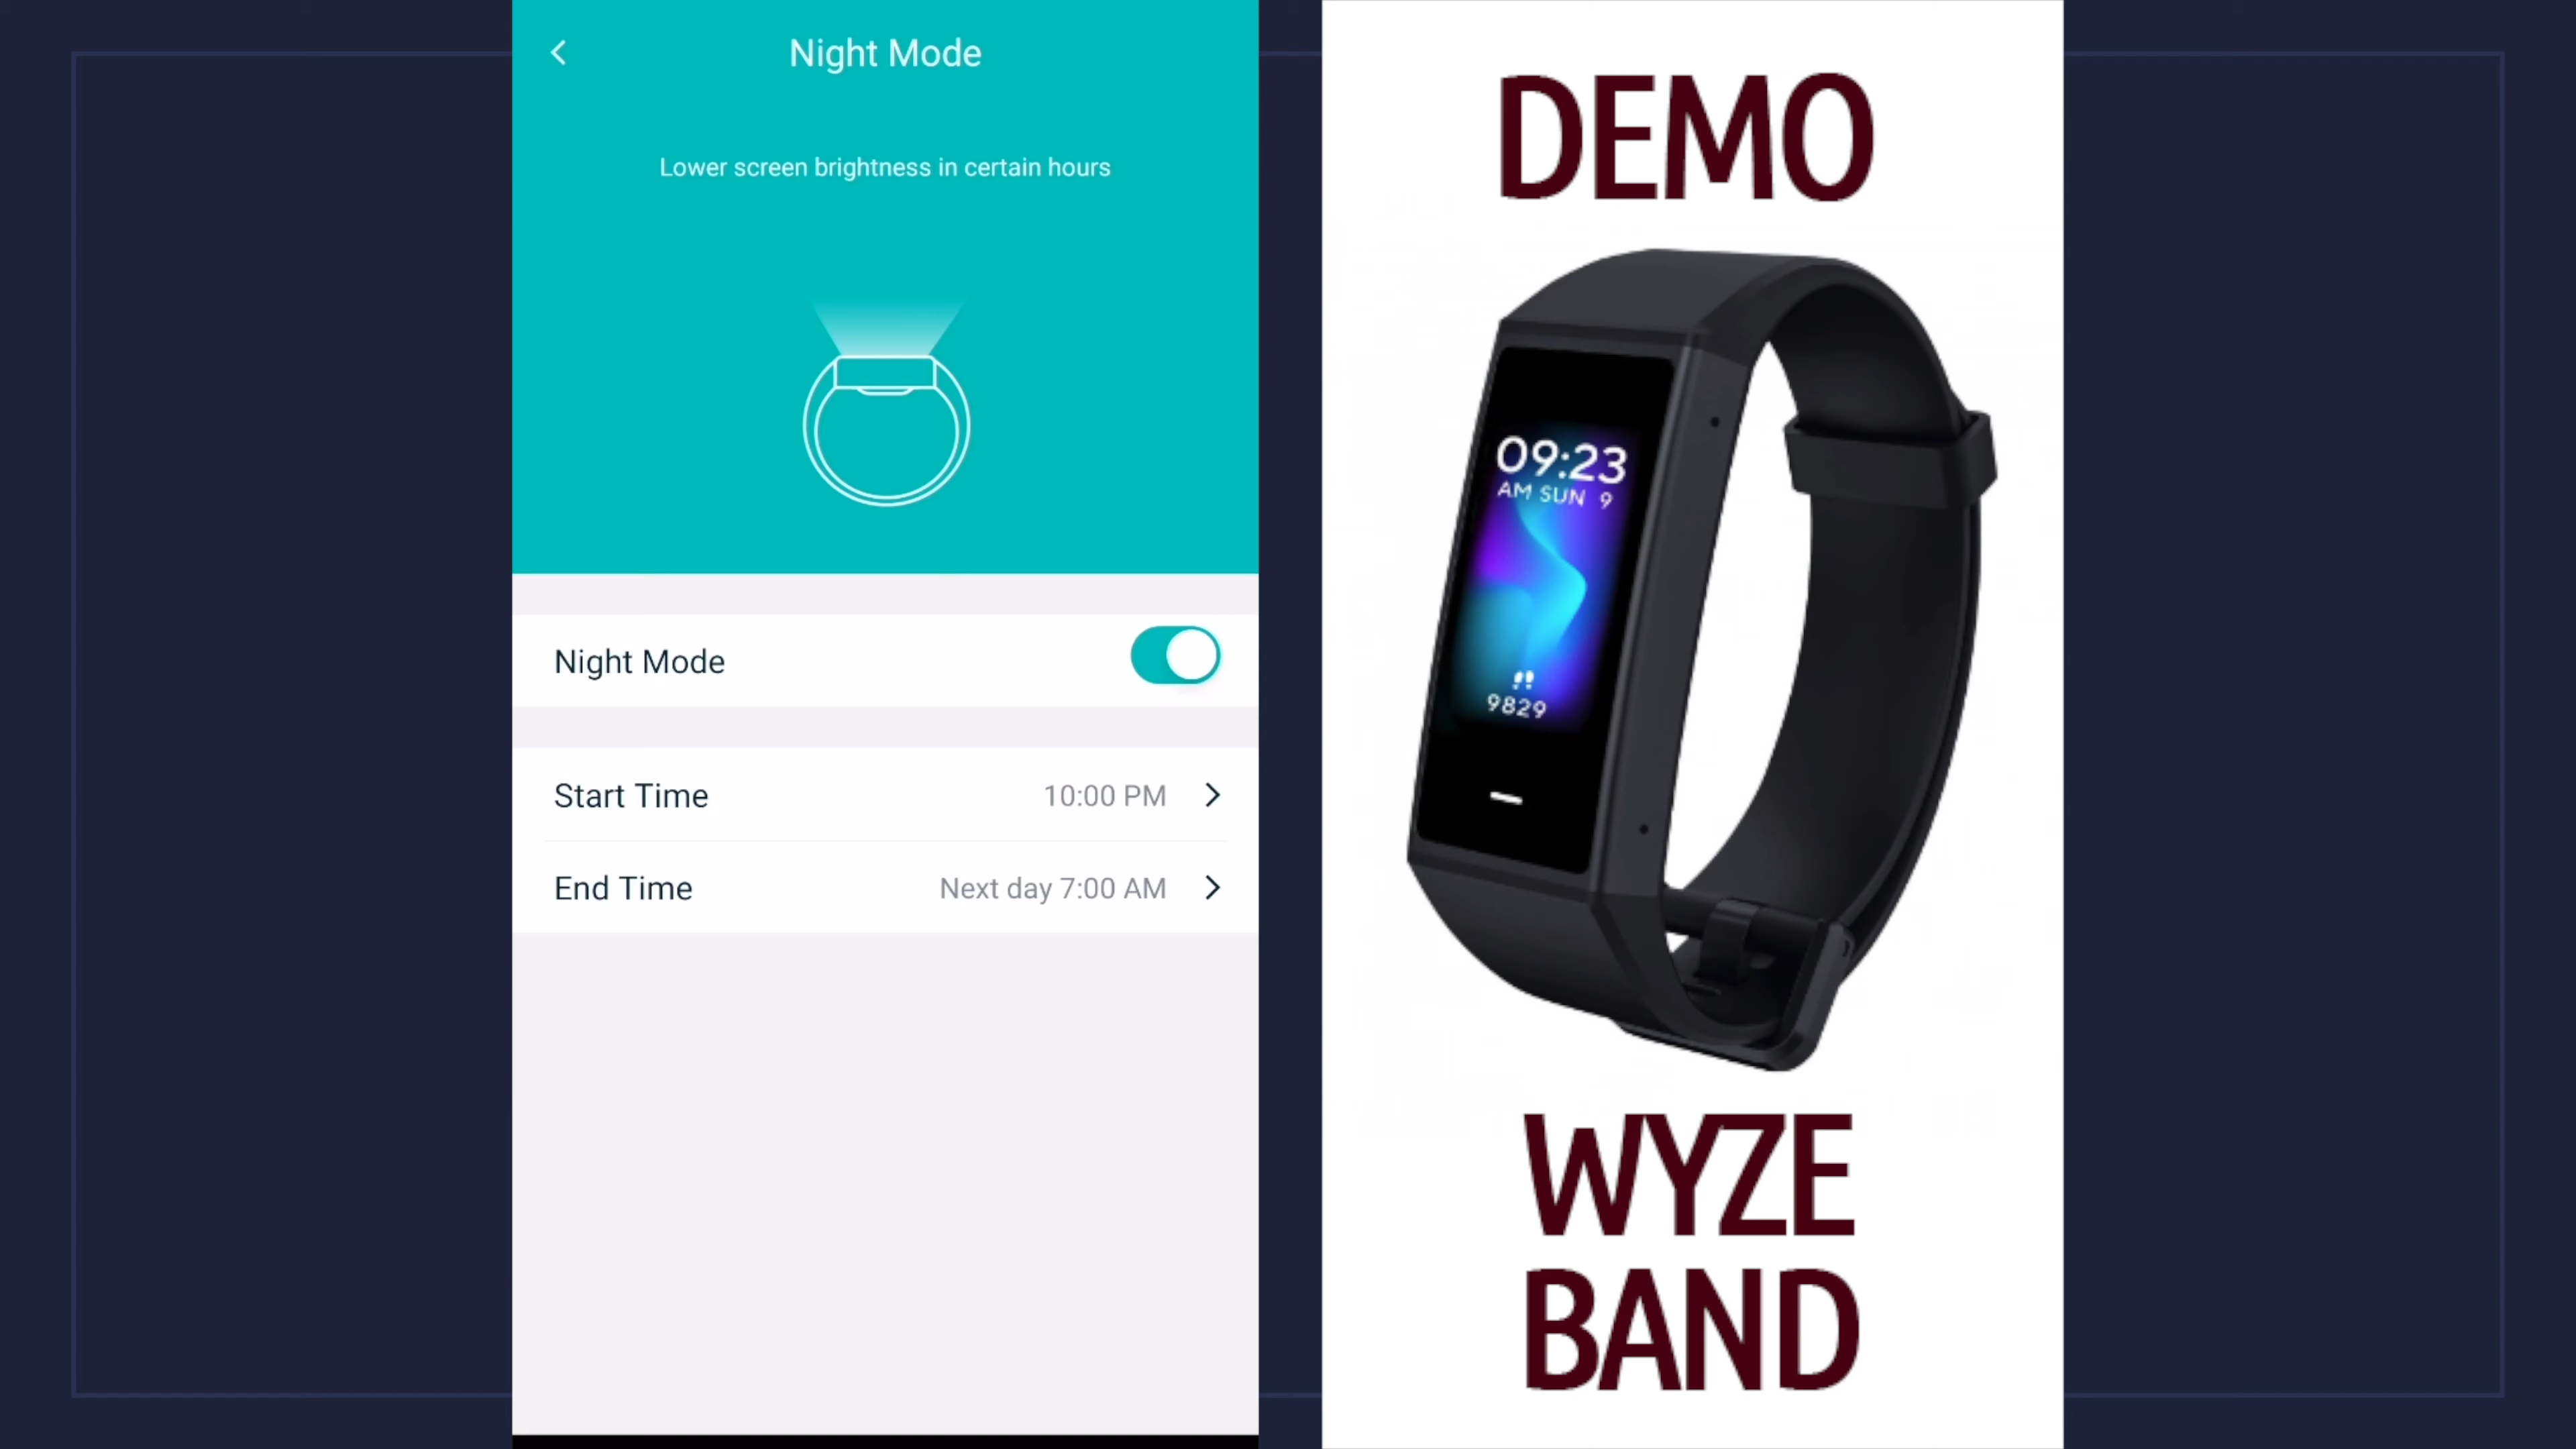 Night Mode
Lower screen brightness in certain hours
Night Mode
Start Time 10:00 PM
End Time Next day 7:00 AM
DEMO
09:23
AM SUN 9
9829
WYZE
BAND